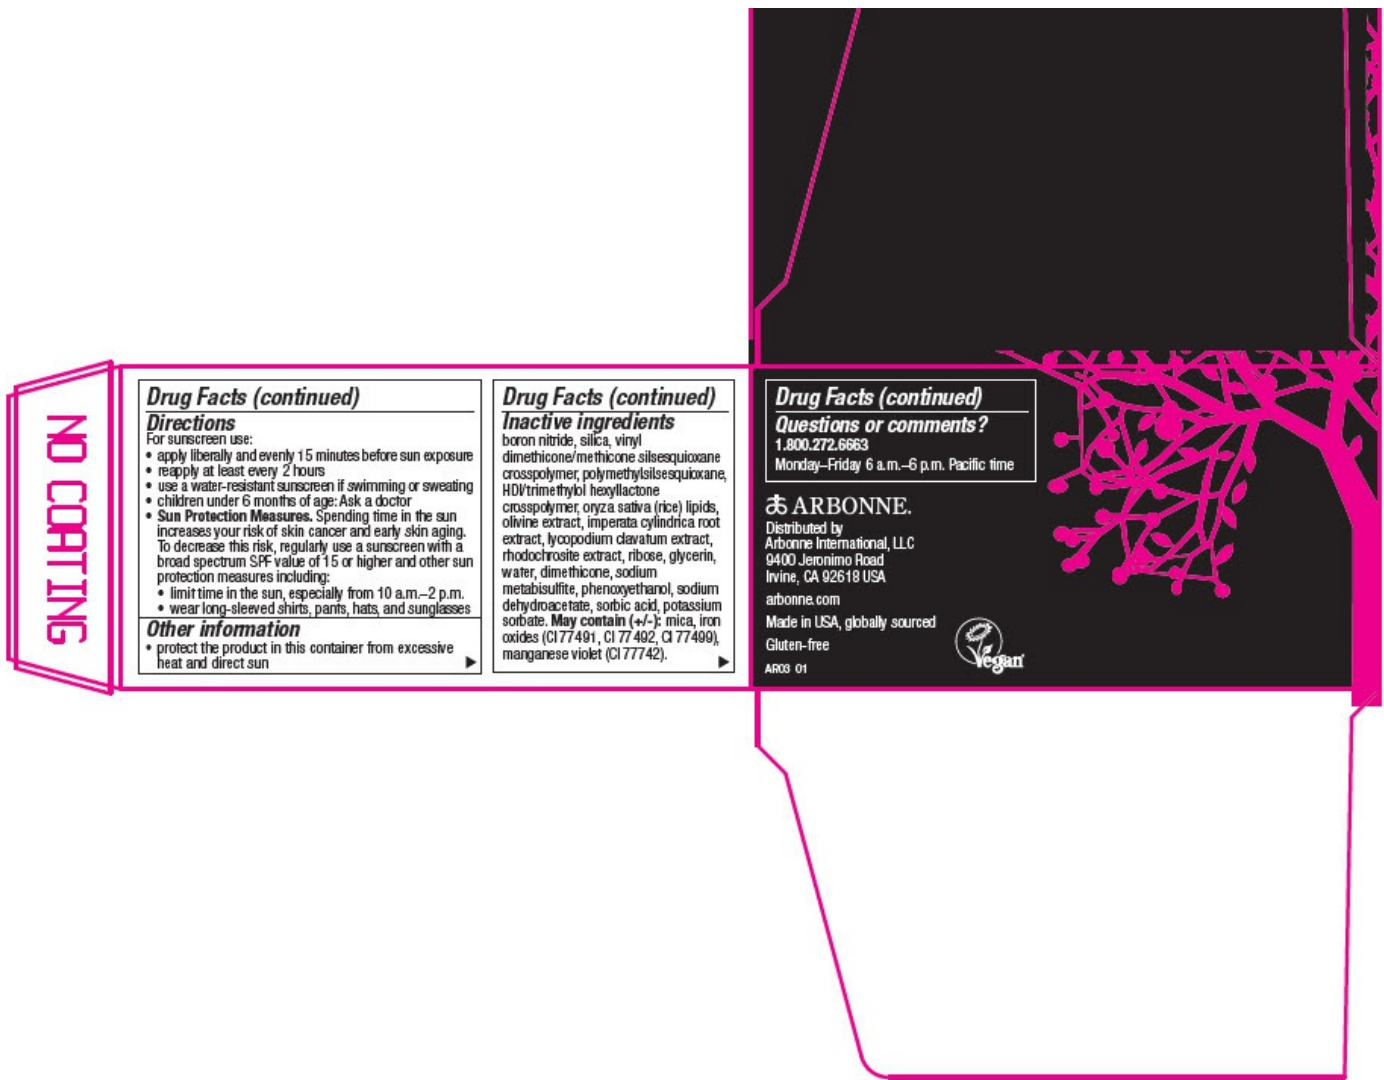 NO COATING
Drug Facts (continued)
Directions
For sunscreen use:
• apply liberally and evenly 15 minutes before sun exposure
• reapply at least every 2 hours
• use a water-resistant sunscreen if swimming or sweating
• children under 6 months of age: Ask a doctor
• Sun Protection Measures. Spending time in the sun
increases your risk of skin cancer and early skin aging.
To decrease this risk, regularly use a sunscreen with a
broad spectrum SPF value of 15 or higher and other sun
protection measures including:
• limit time in the sun, especially from 10 a.m.–2 p.m.
• wear long-sleeved shirts, pants, hats, and sunglasses
Other information
• protect the product in this container from excessive
heat and direct sun
Drug Facts (continued)
Inactive ingredients
boron nitride, silica, vinyl
dimethicone/methicone silsesquioxane
crosspolymer, polymethylsilsesquioxane,
HDI/trimethylol hexyllactone
crosspolymer, oryza sativa (rice) lipids,
olivine extract, imperata cylindrica root
extract, lycopodium clavatum extract,
rhodochrosite extract, ribose, glycerin,
water, dimethicone, sodium
metabisulfite, phenoxyethanol, sodium
dehydroacetate, sorbic acid, potassium
sorbate. May contain (+/-): mica, iron
oxides (CI 77491, CI 77492, CI 77499),
manganese violet (CI 77742).
Drug Facts (continued)
Questions or comments?
1.800.272.6663
Monday–Friday 6 a.m.–6 p.m. Pacific time
ARBONNE.
Distributed by
Arbonne International, LLC
9400 Jeronimo Road
Irvine, CA 92618 USA
arbonne.com
Made in USA, globally sourced
Gluten-free
AR03 01
Vegan